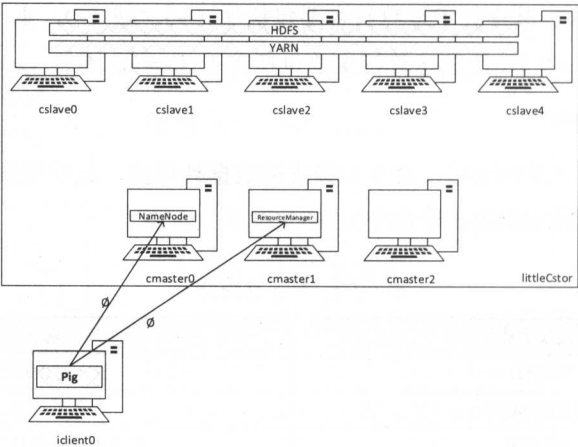 HDFS
YARN
cslave0 cslave1 cslave2 cslave3 cslave4
NameNode ResourceManager
cmaster0 cmaster1 cmaster2 littleCstor
Ø
Ø
Pig
iclient0